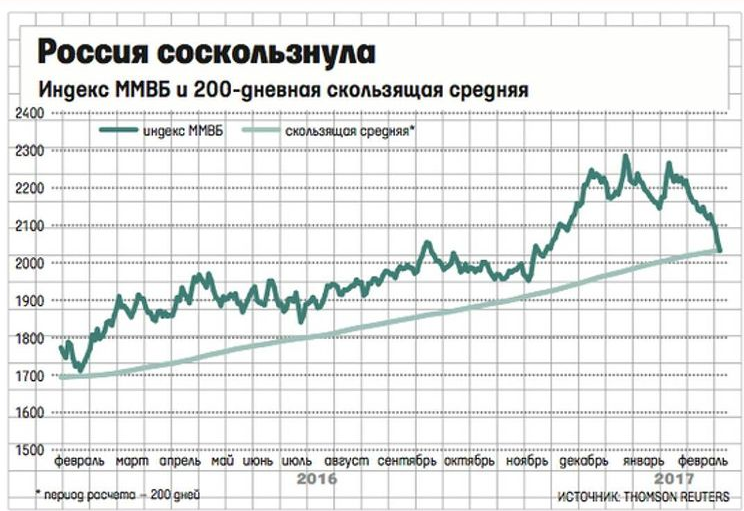 Россия соскользнула
Индекс ММВБ и 200-дневная скользящая средняя
2400
индекс ММВБ скользящая средняя*
2300
2200
2100
2000
1900
1800
1700
1600
1500
февраль март апрель май июнь июль август сентябрь октябрь ноябрь декабрь январь февраль
2016 2017
* период расчета – 200 дней ИСТОЧНИК: THOMSON REUTERS